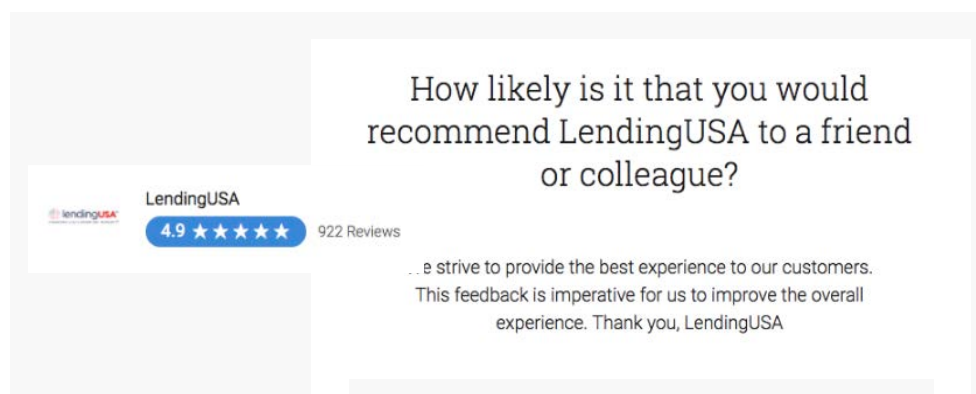 How likely is it that you would
recommend LendingUSA to a friend
or colleague?
lendingUSA
LendingUSA
4.9 ★★★★★ 922 Reviews
e strive to provide the best experience to our customers.
This feedback is imperative for us to improve the overall
experience. Thank you, LendingUSA